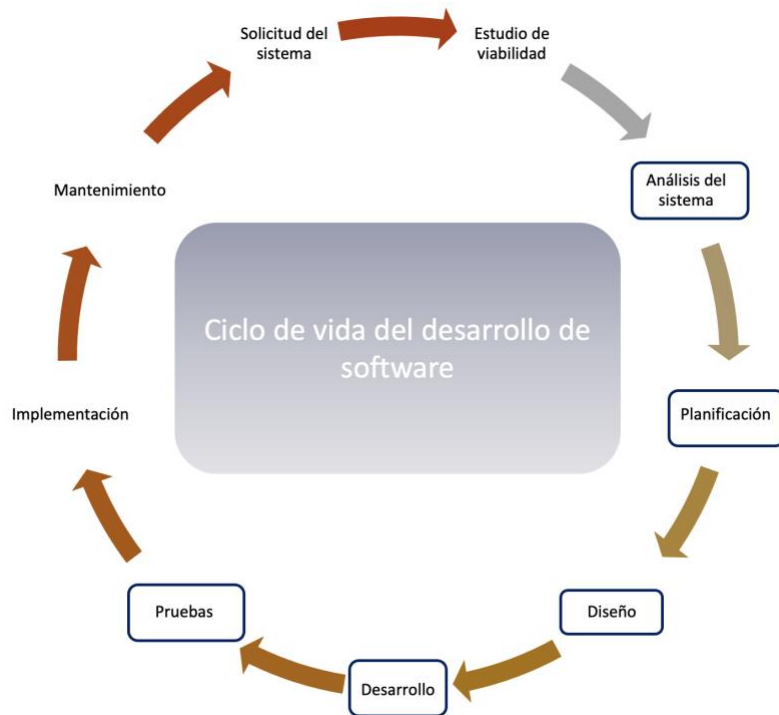 Solicitud del
sistema
Estudio de
viabilidad
Análisis del
sistema
Planificación
Diseño
Desarrollo
Pruebas
Implementación
Mantenimiento
Ciclo de vida del desarrollo de
software